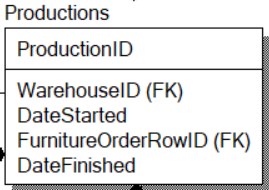 Productions
ProductionID
WarehouseID (FK)
DateStarted
FurnitureOrderRowID (FK)
DateFinished